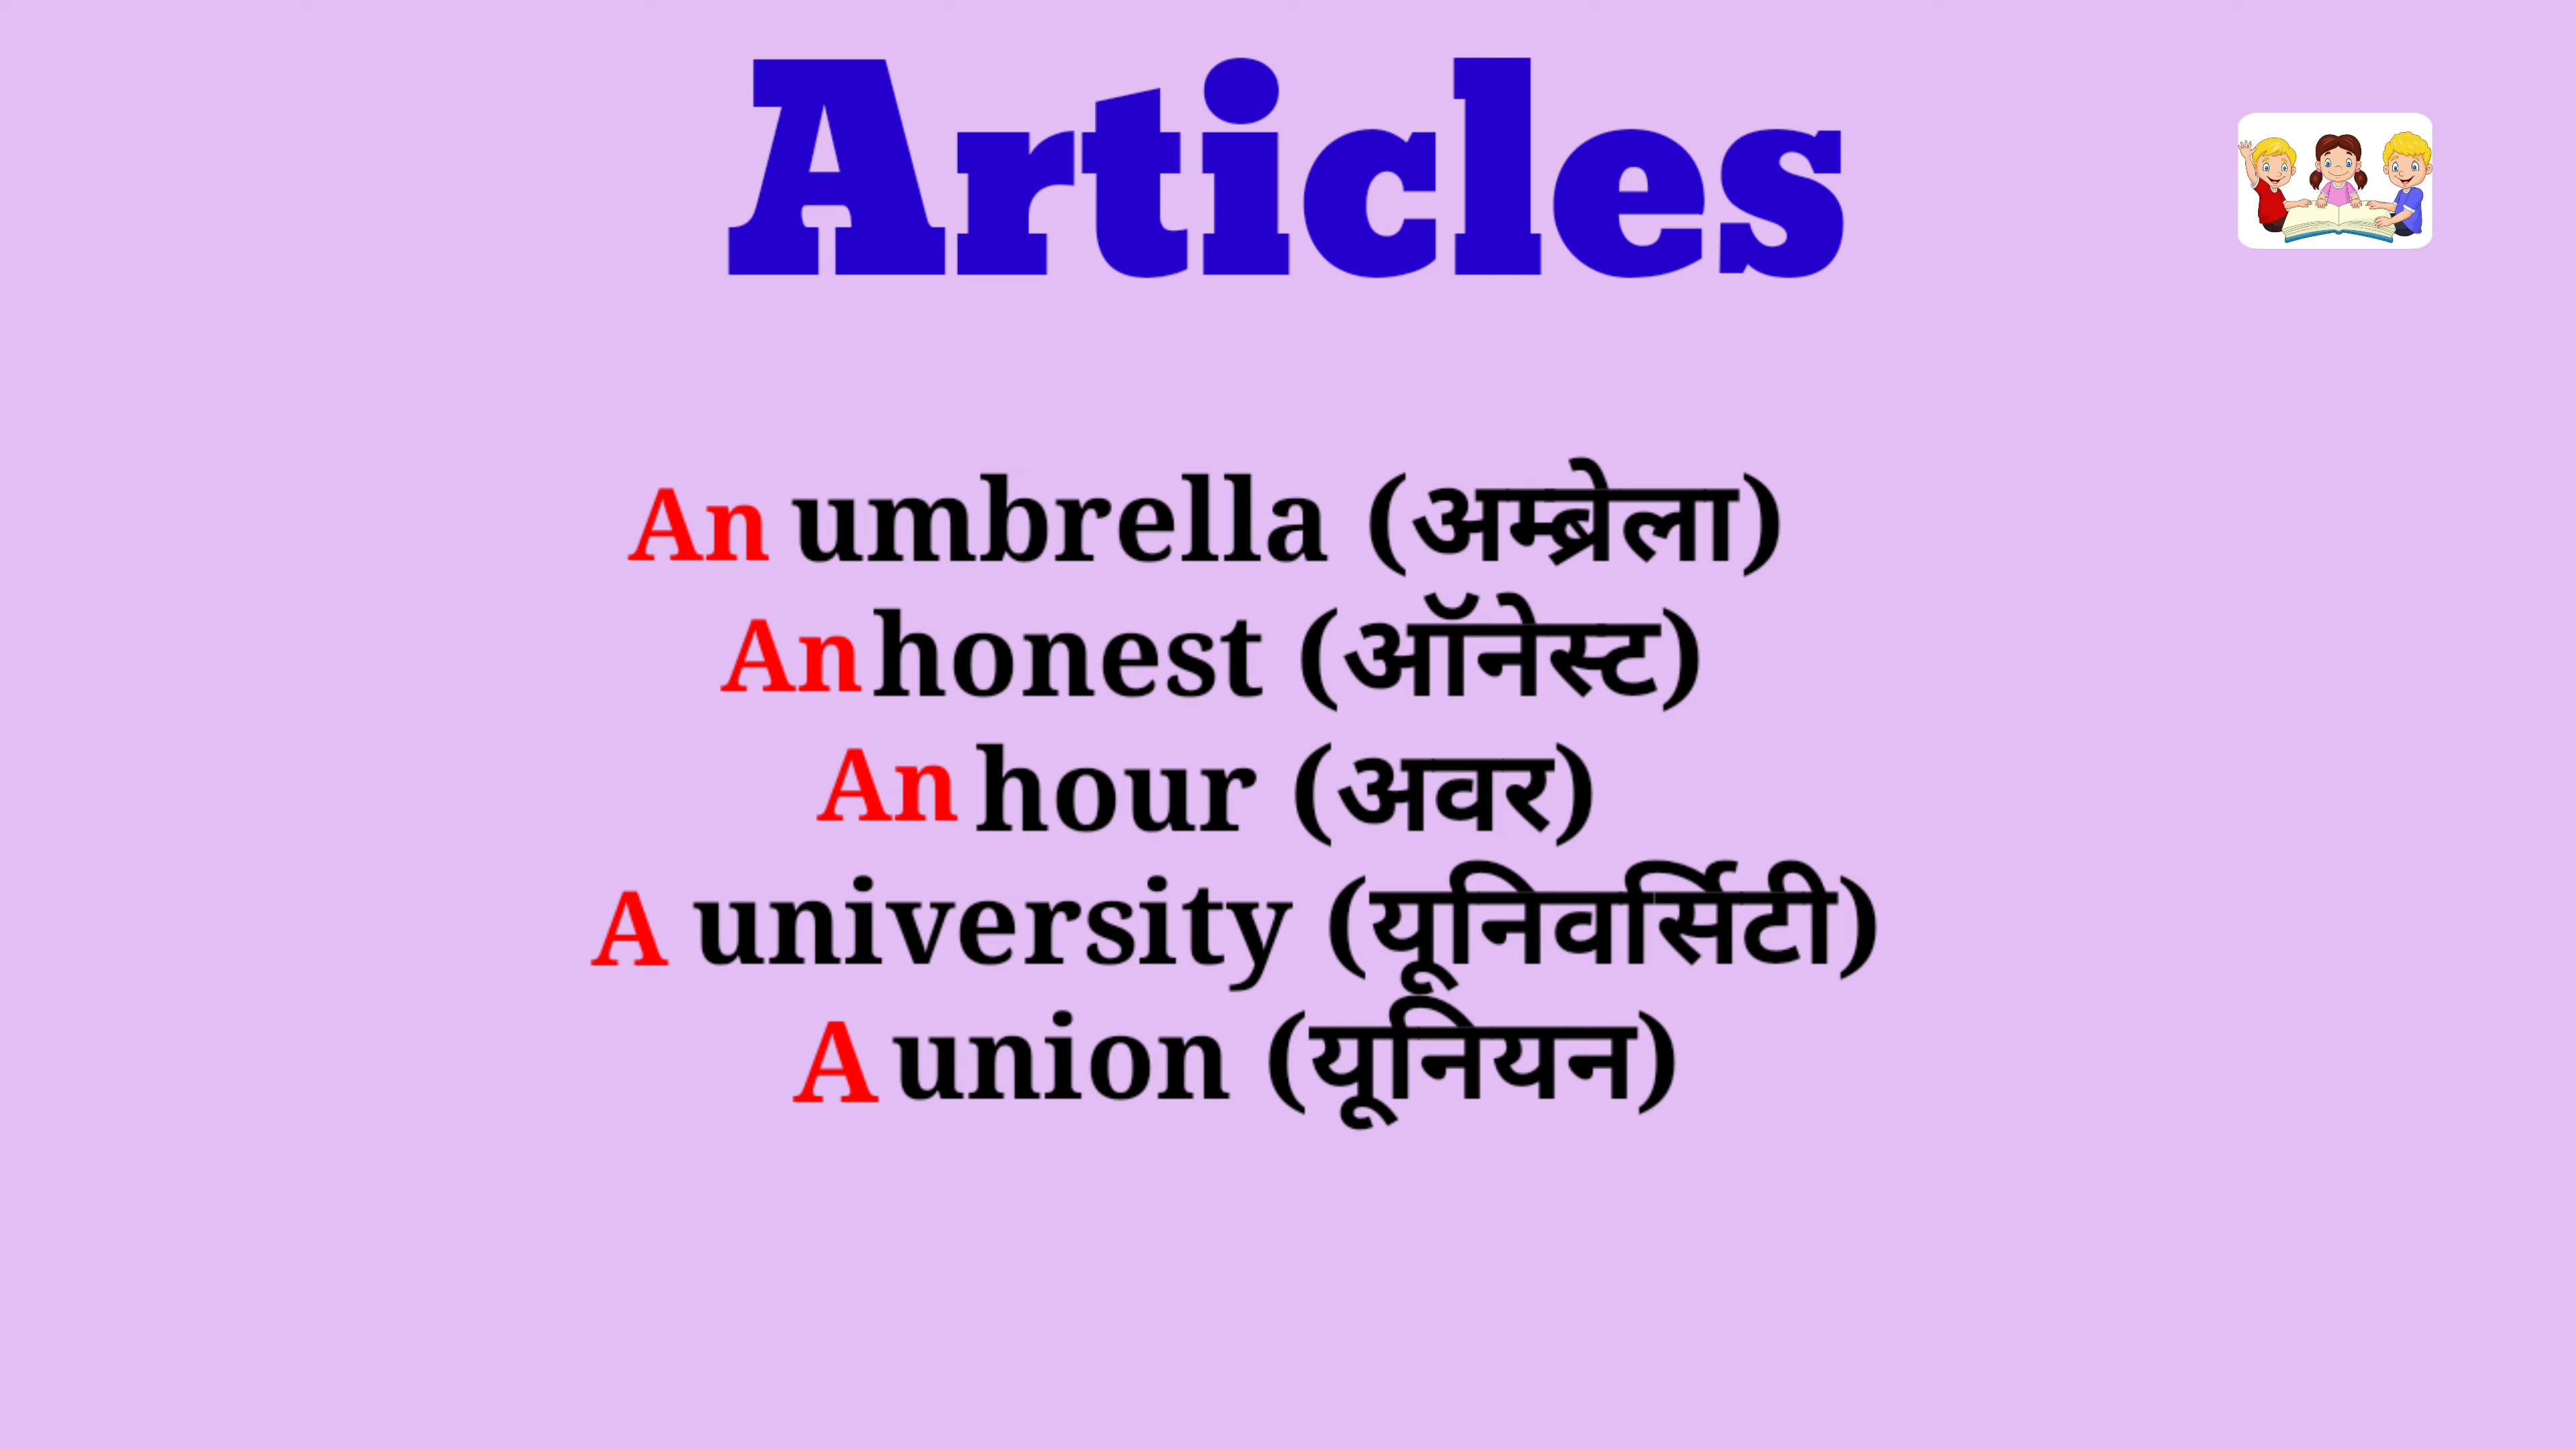 Articles
An umbrella (अम्ब्रेला)
An honest (ऑनेस्ट)
An hour (अवर)
A university (यूनिवर्सिटी)
A union (यूनियन)